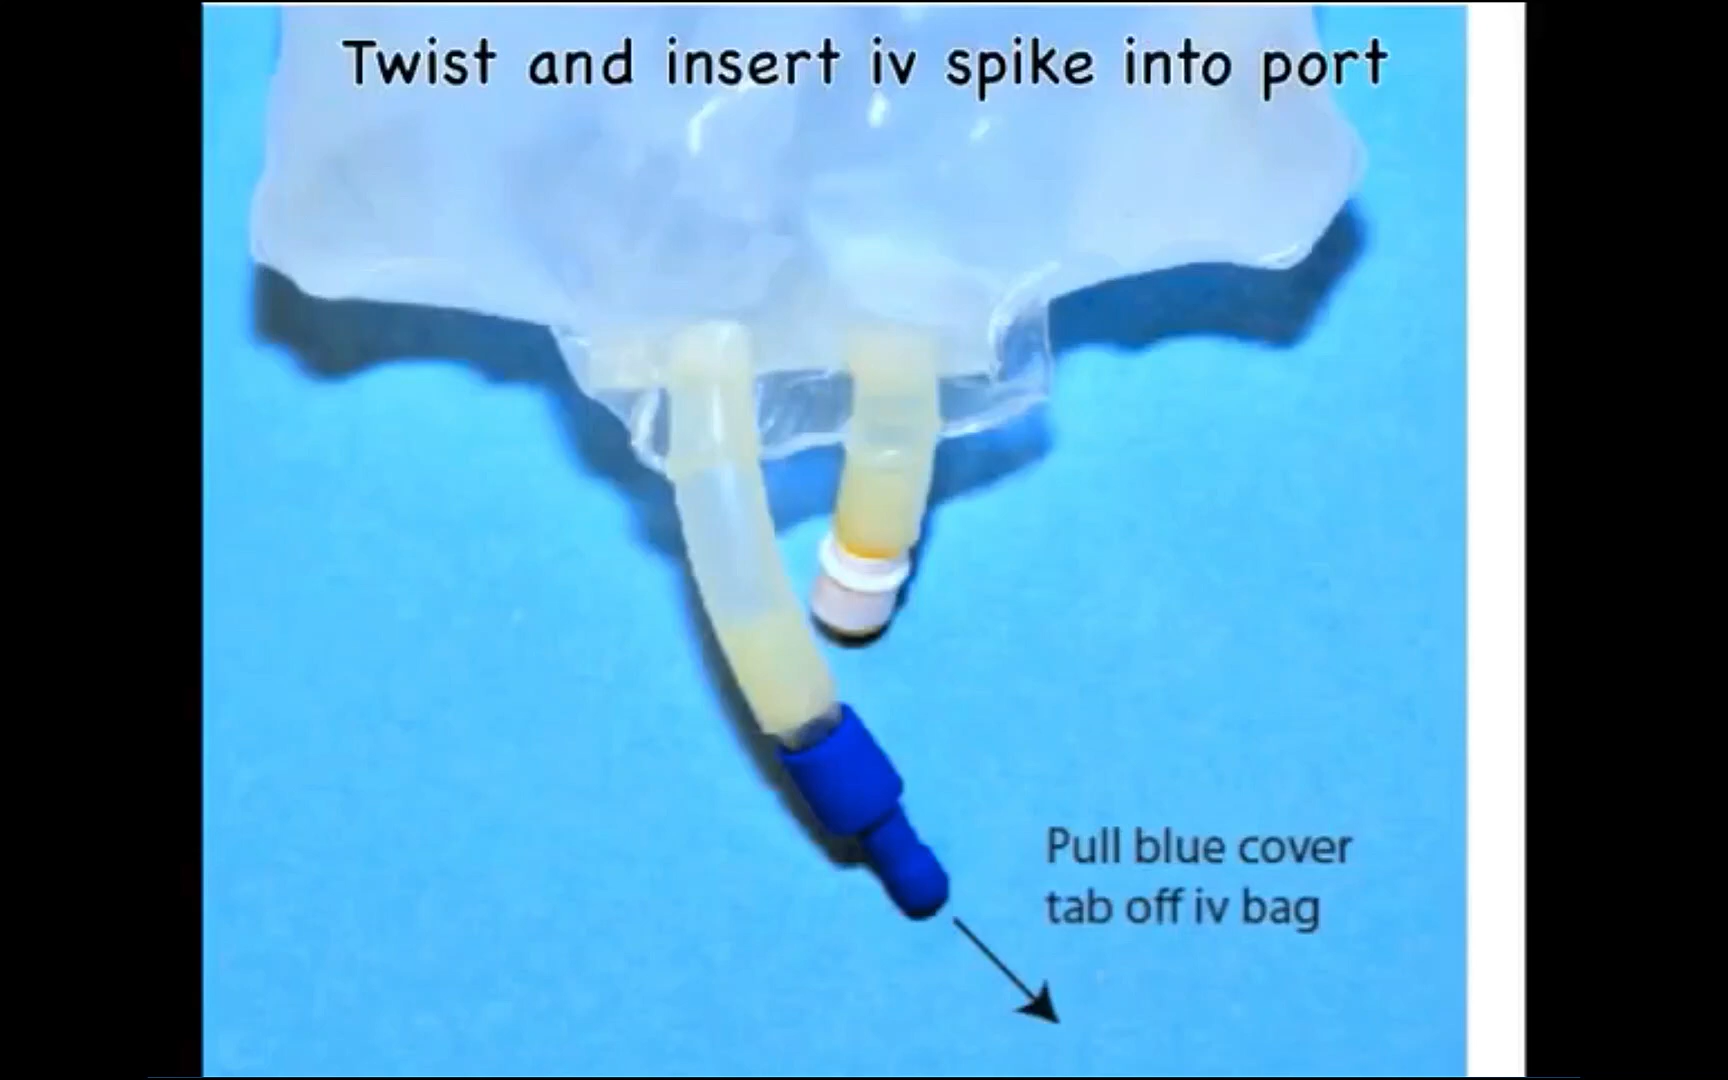 Twist and insert iv spike into port
Pull blue cover
tab off iv bag